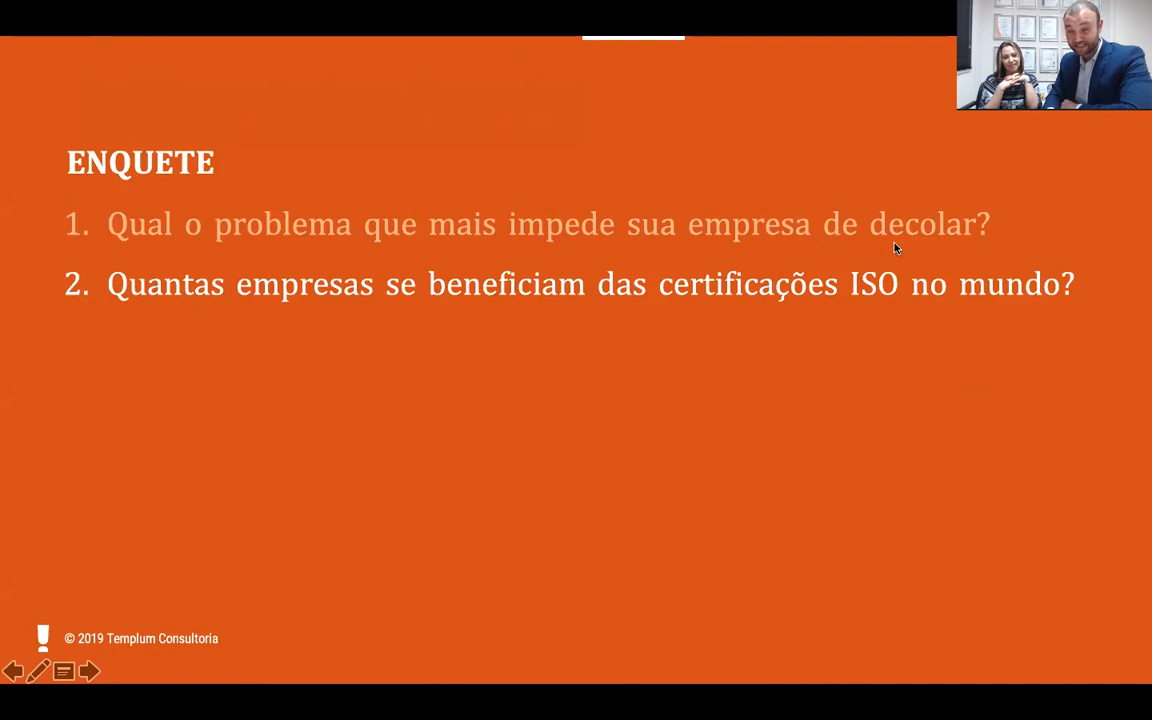 ENQUETE
1. Qual o problema que mais impede sua empresa de decolar?
2. Quantas empresas se beneficiam das certificações ISO no mundo?
© 2019 Templum Consultoria